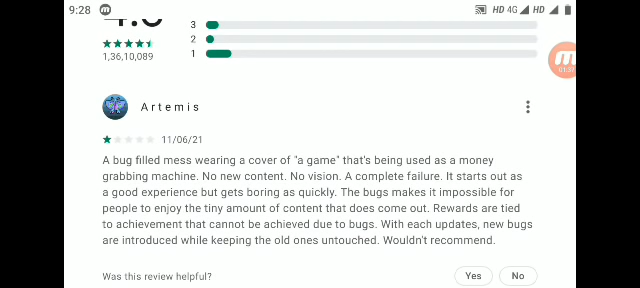 9:28
HD 4G HD
3
2
1,36,10,089
1
01:37
Artemis
11/06/21
A bug filled mess wearing a cover of "a game" that's being used as a money
grabbing machine. No new content. No vision. A complete failure. It starts out as
a good experience but gets boring as quickly. The bugs makes it impossible for
people to enjoy the tiny amount of content that does come out. Rewards are tied
to achievement that cannot be achieved due to bugs. With each updates, new bugs
are introduced while keeping the old ones untouched. Wouldn't recommend.
Was this review helpful? Yes No